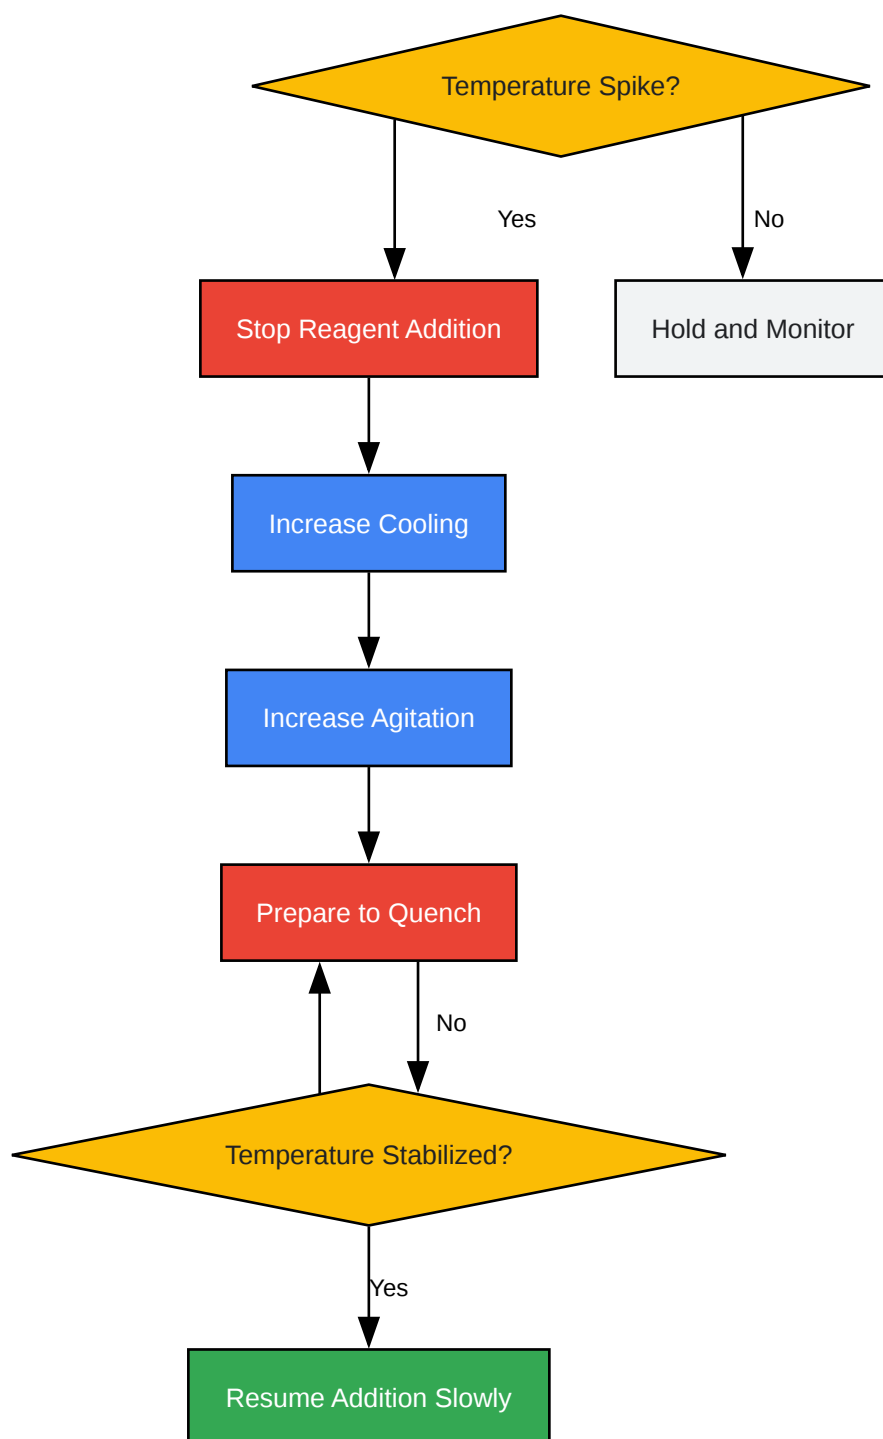 Temperature Spike?
Yes
No
Stop Reagent Addition
Hold and Monitor
Increase Cooling
Increase Agitation
Prepare to Quench
No
Temperature Stabilized?
Yes
Resume Addition Slowly